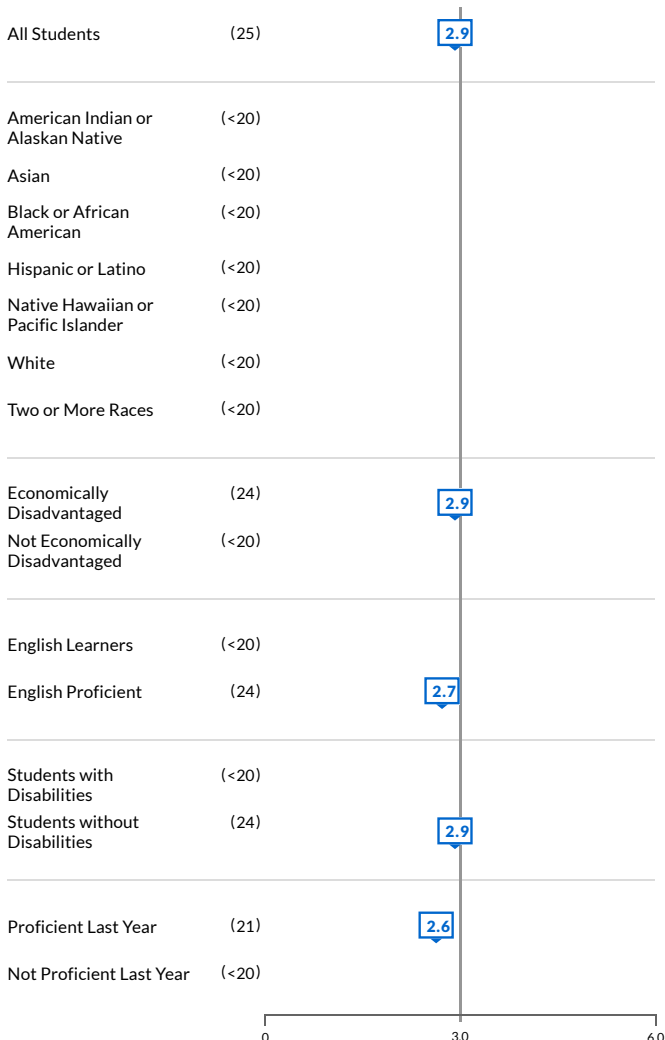 All Students (25) 2.9
American Indian or (<20)
Alaskan Native
Asian (<20)
Black or African (<20)
American
Hispanic or Latino (<20)
Native Hawaiian or (<20)
Pacific Islander
White (<20)
Two or More Races (<20)
Economically (24) 2.9
Disadvantaged
Not Economically (<20)
Disadvantaged
English Learners (<20)
English Proficient (24) 2.7
Students with (<20)
Disabilities
Students without (24) 2.9
Disabilities
Proficient Last Year (21) 2.6
Not Proficient Last Year (<20)
0 3.0 6.0